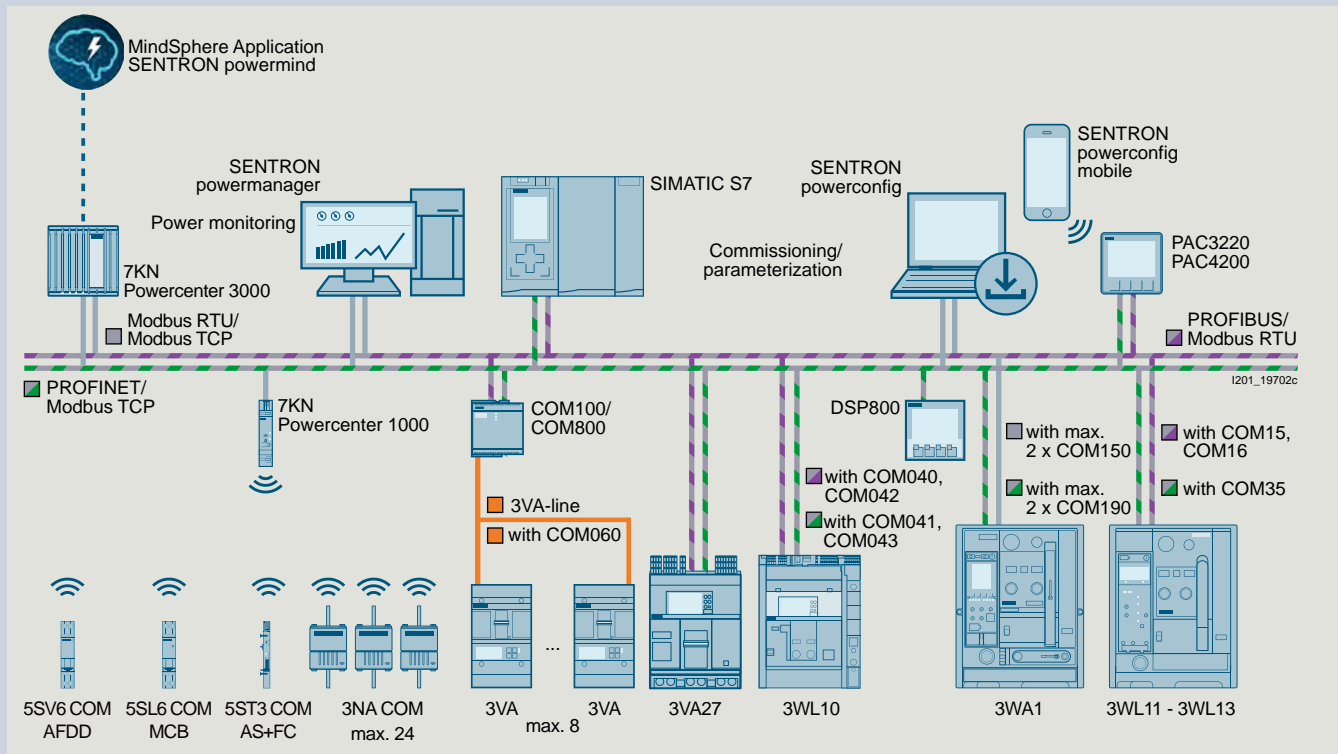 MindSphere Application
SENTRON powermind
SENTRON
powermanager
Power monitoring
SIMATIC S7
SENTRON
powerconfig
Commissioning/
parameterization
SENTRON
powerconfig
mobile
PAC3220
PAC4200
7KN
Powercenter 3000
Modbus RTU/
Modbus TCP
PROFIBUS/
Modbus RTU
I201_19702c
PROFINET/
Modbus TCP
7KN
Powercenter 1000
COM100/
COM800
DSP800
3VA-line
with COM060
with COM040,
COM042
with COM041,
COM043
with max.
2 x COM150
with max.
2 x COM190
with COM15,
COM16
with COM35
...
5SV6 COM
AFDD
5SL6 COM
MCB
5ST3 COM
AS+FC
3NA COM
max. 24
3VA
3VA
max. 8
3VA27
3WL10
3WA1
3WL11 - 3WL13